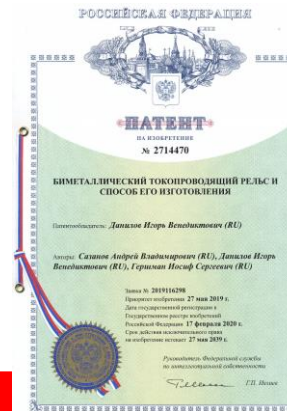 РОССИЙСКАЯ ФЕДЕРАЦИЯ
ПАТЕНТ
НА ИЗОБРЕТЕНИЕ
№ 2714470
БИМЕТАЛЛИЧЕСКИЙ ТОКОПРОВОДЯЩИЙ РЕЛЬС И
СПОСОБ ЕГО ИЗГОТОВЛЕНИЯ
Патентообладатель: Данилов Игорь Венедиктович (RU)
Авторы: Сазанов Андрей Владимирович (RU), Данилов Игорь
Венедиктович (RU), Гершман Иосиф Сергеевич (RU)
Заявка № 2019116298
Приоритет изобретения 27 мая 2019 г.
Дата государственной регистрации в
Государственном реестре изобретений
Российской Федерации 17 февраля 2020 г.
Срок действия исключительного права
на изобретение истекает 27 мая 2039 г.
Руководитель Федеральной службы
по интеллектуальной собственности
Г.П. Ивлиев